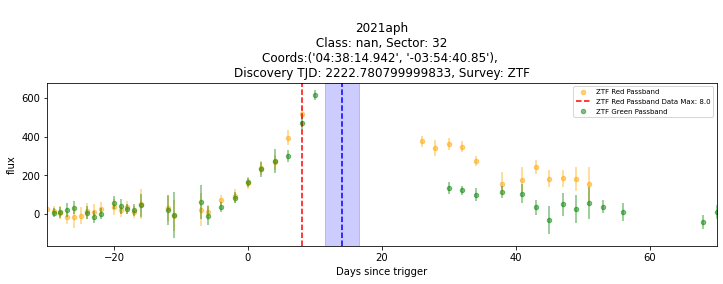 2021aph
Class: nan, Sector: 32
Coords:('04:38:14.942', '-03:54:40.85'),
Discovery TJD: 2222.780799999833, Survey: ZTF
ZTF Red Passband
ZTF Red Passband Data Max: 8.0
ZTF Green Passband
flux
600
400
200
0
−20
0
20
40
60
Days since trigger